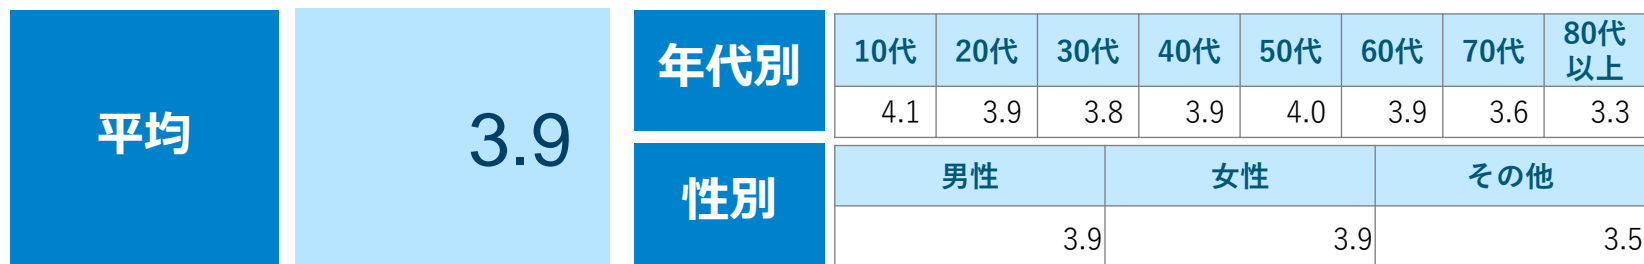 平均
3.9
年代別
10代 20代 30代 40代 50代 60代 70代 80代以上
4.1 3.9 3.8 3.9 4.0 3.9 3.6 3.3
性別
男性 女性 その他
3.9 3.9 3.5